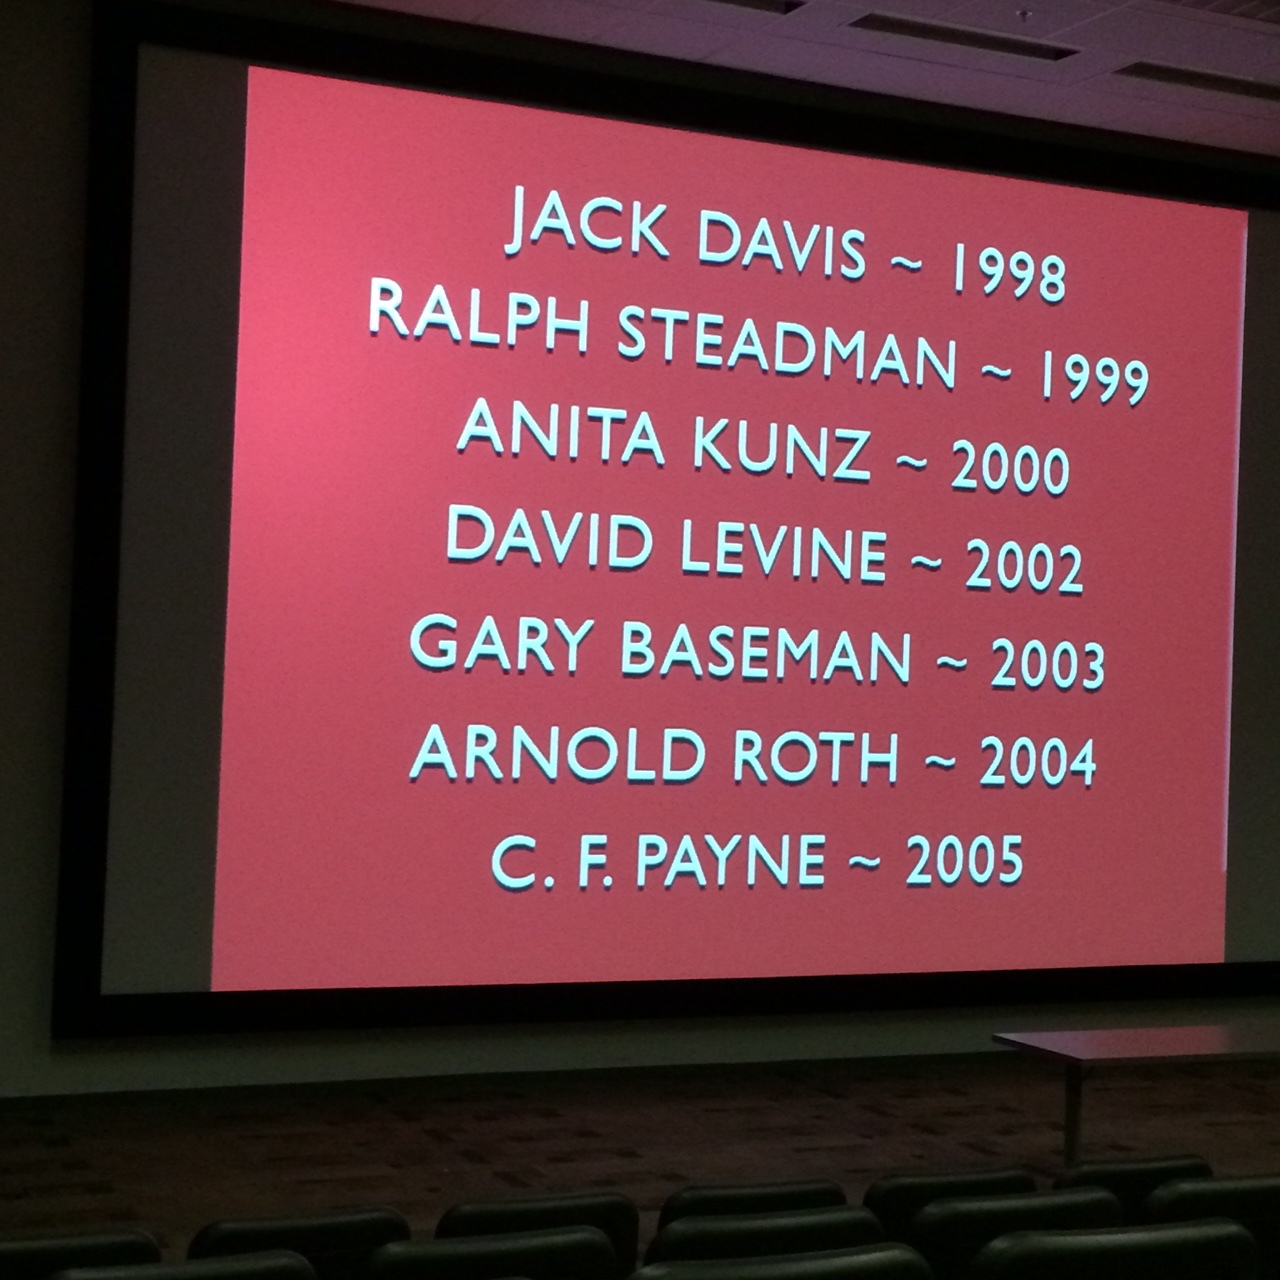 JACK DAVIS ~ 1998
RALPH STEADMAN ~ 1999
ANITA KUNZ ~ 2000
DAVID LEVINE ~ 2002
GARY BASEMAN ~ 2003
ARNOLD ROTH ~ 2004
C. F. PAYNE ~ 2005